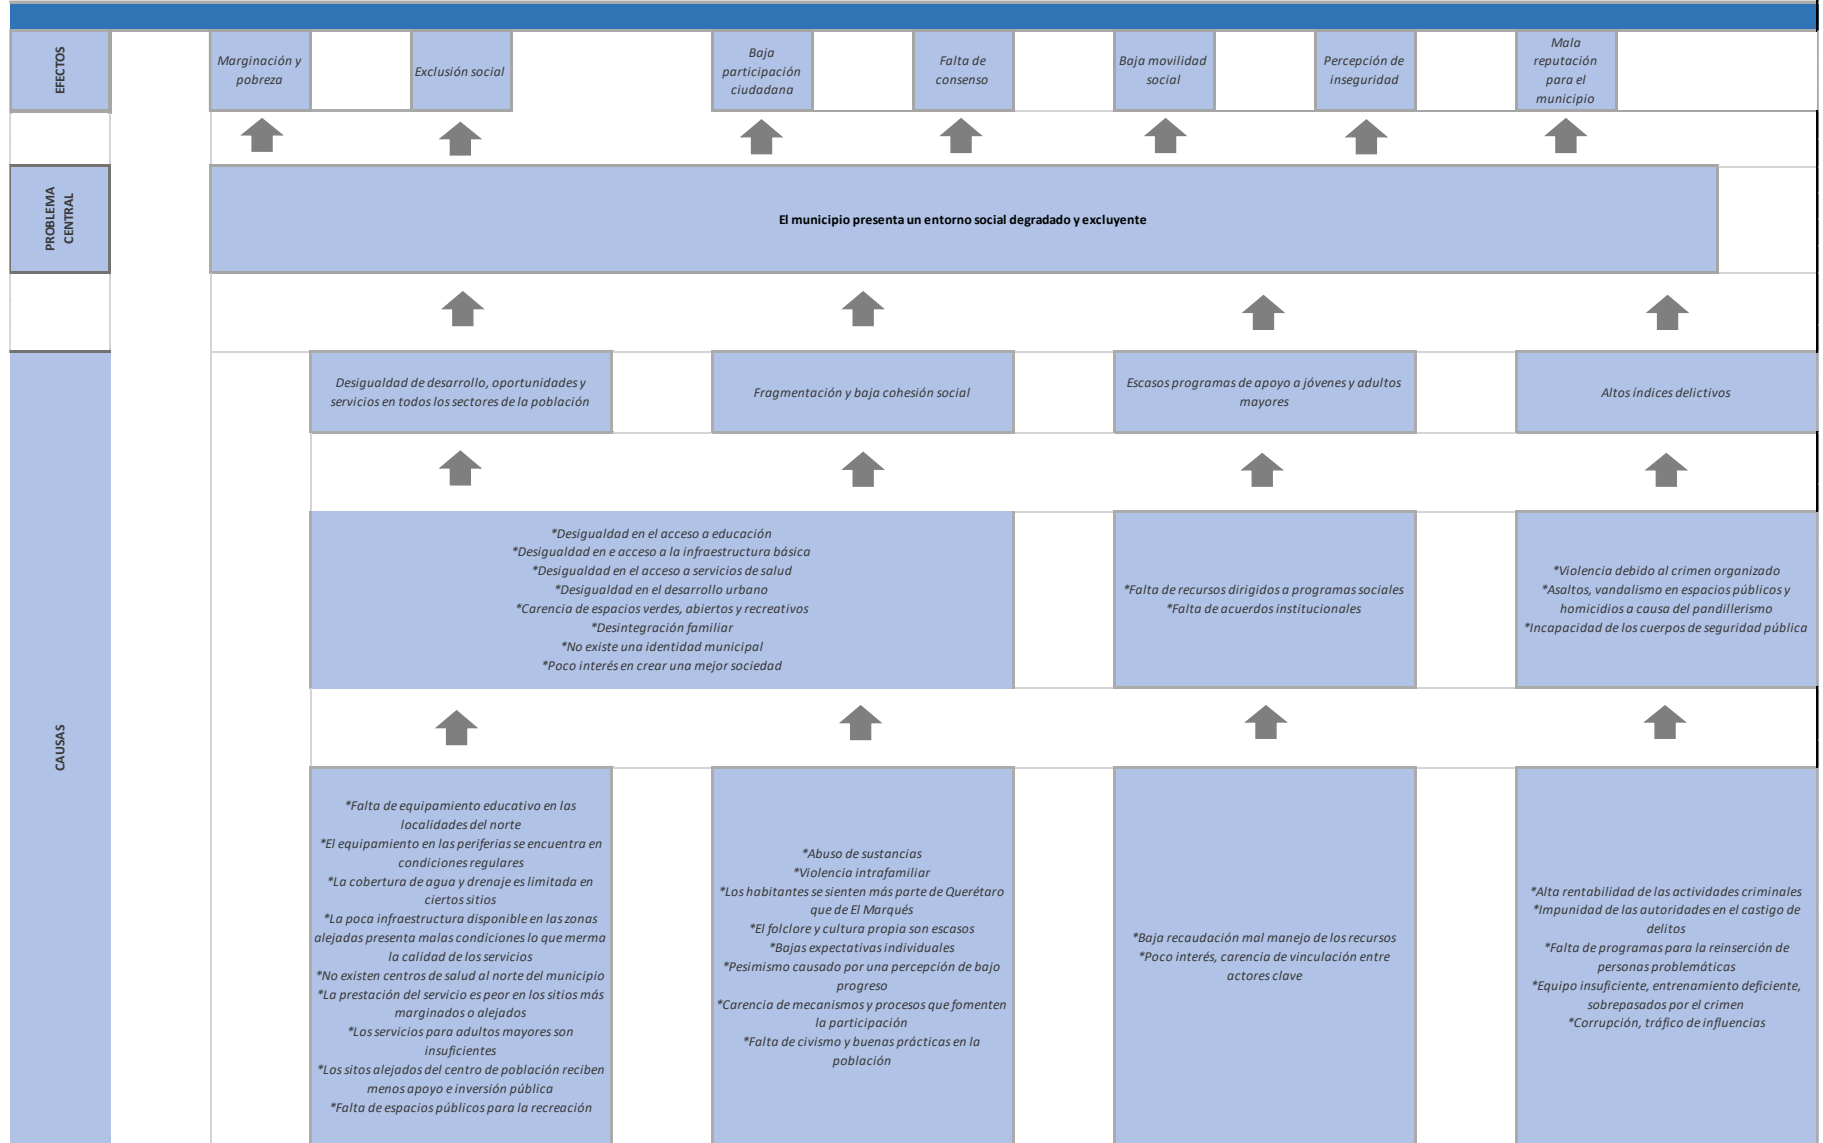 EFECTOS
Marginación y
pobreza
Exclusión social
Baja
participación
ciudadana
Falta de
consenso
Baja movilidad
social
Percepción de
inseguridad
Mala
reputación
para el
municipio
PROBLEMA
CENTRAL
El municipio presenta un entorno social degradado y excluyente
CAUSAS
Desigualdad de desarrollo, oportunidades y
servicios en todos los sectores de la población
Fragmentación y baja cohesión social
Escasos programas de apoyo a jóvenes y adultos
mayores
Altos índices delictivos
*Desigualdad en el acceso a educación
*Desigualdad en e acceso a la infraestructura básica
*Desigualdad en el acceso a servicios de salud
*Desigualdad en el desarrollo urbano
*Carencia de espacios verdes, abiertos y recreativos
*Desintegración familiar
*No existe una identidad municipal
*Poco interés en crear una mejor sociedad
*Falta de recursos dirigidos a programas sociales
*Falta de acuerdos institucionales
*Violencia debido al crimen organizado
*Asaltos, vandalismo en espacios públicos y
homicidios a causa del pandillerismo
*Incapacidad de los cuerpos de seguridad pública
*Falta de equipamiento educativo en las
localidades del norte
*El equipamiento en las periferias se encuentra en
condiciones regulares
*La cobertura de agua y drenaje es limitada en
ciertos sitios
*La poca infraestructura disponible en las zonas
alejadas presenta malas condiciones lo que merma
la calidad de los servicios
*No existen centros de salud al norte del municipio
*La prestación del servicio es peor en los sitios más
marginados o alejados
*Los servicios para adultos mayores son
insuficientes
*Los sitos alejados del centro de población reciben
menos apoyo e inversión pública
*Falta de espacios públicos para la recreación
*Abuso de sustancias
*Violencia intrafamiliar
*Los habitantes se sienten más parte de Querétaro
que de El Marqués
*El folclore y cultura propia son escasos
*Bajas expectativas individuales
*Pesimismo causado por una percepción de bajo
progreso
*Carencia de mecanismos y procesos que fomenten
la participación
*Falta de civismo y buenas prácticas en la
población
*Baja recaudación mal manejo de los recursos
*Poco interés, carencia de vinculación entre
actores clave
*Alta rentabilidad de las actividades criminales
*Impunidad de las autoridades en el castigo de
delitos
*Falta de programas para la reinserción de
personas problemáticas
*Equipo insuficiente, entrenamiento deficiente,
sobrepasados por el crimen
*Corrupción, tráfico de influencias